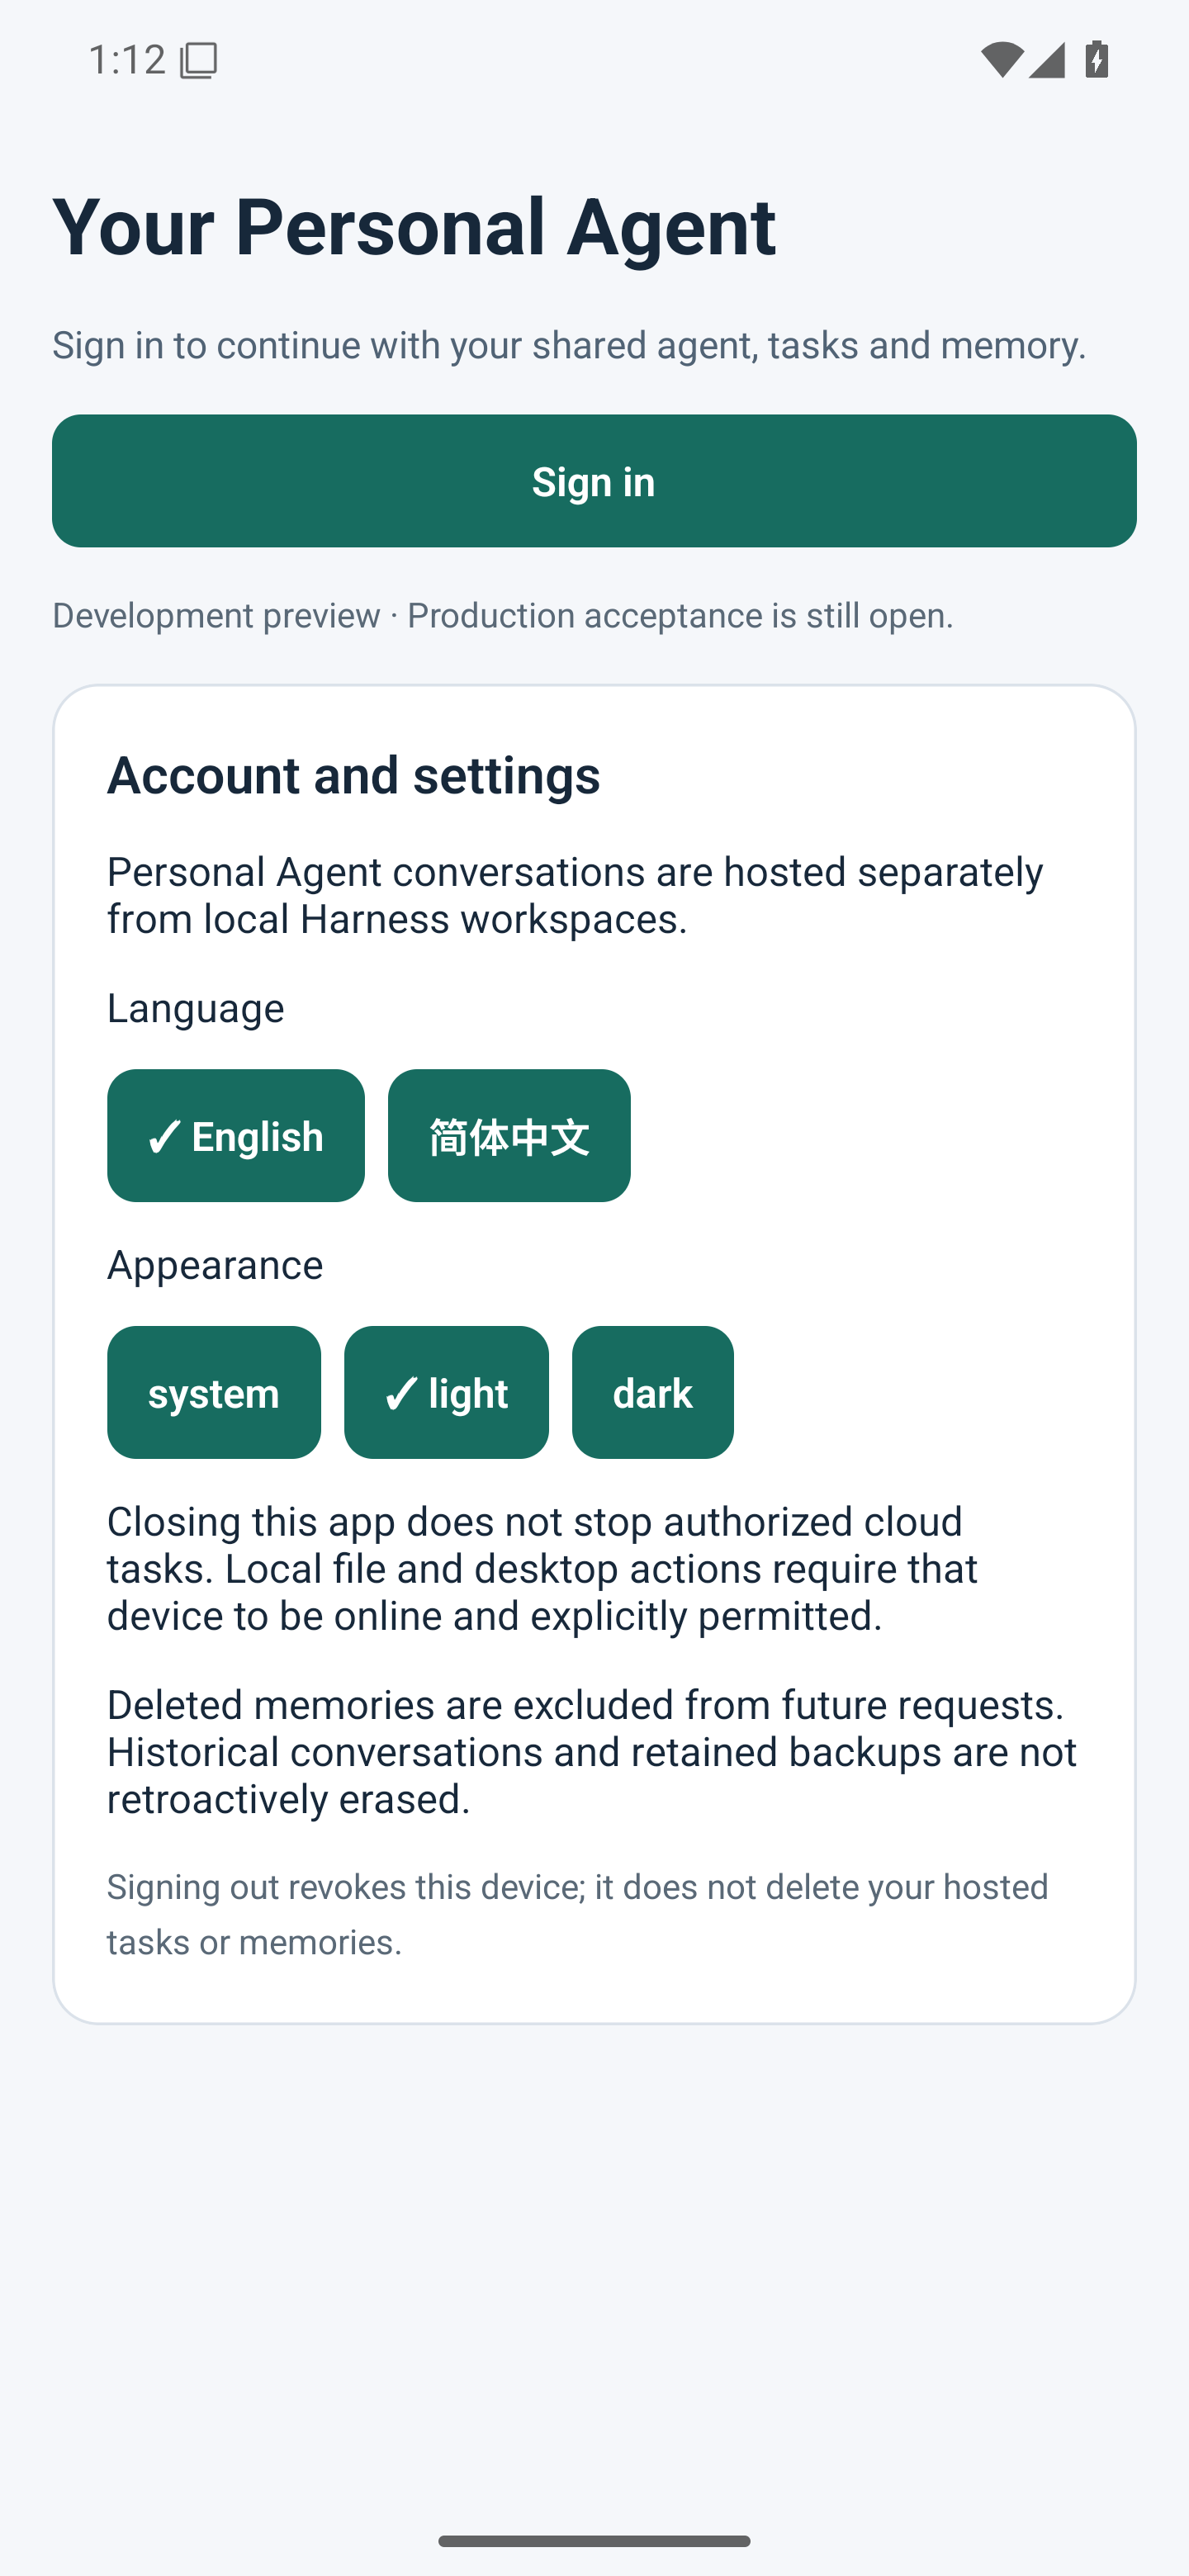 1:12
Your Personal Agent
Sign in to continue with your shared agent, tasks and memory.
Sign in
Development preview · Production acceptance is still open.
Account and settings
Personal Agent conversations are hosted separately
from local Harness workspaces.
Language
✓ English 简体中文
Appearance
system ✓ light dark
Closing this app does not stop authorized cloud
tasks. Local file and desktop actions require that
device to be online and explicitly permitted.
Deleted memories are excluded from future requests.
Historical conversations and retained backups are not
retroactively erased.
Signing out revokes this device; it does not delete your hosted
tasks or memories.